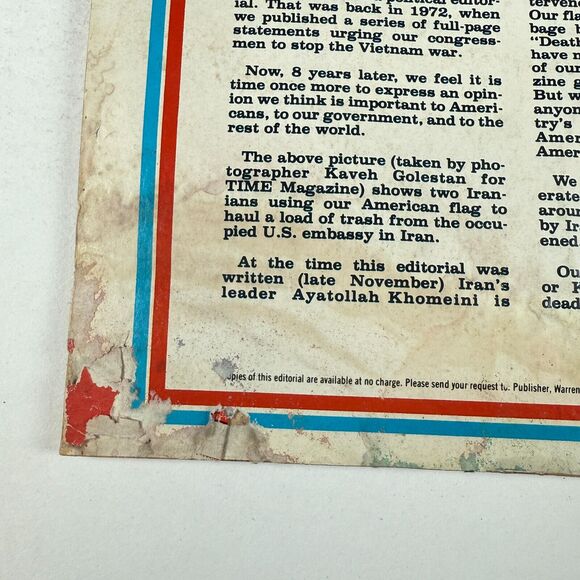 ial. That was back in 1972, when
we published a series of full-page
statements urging our congress-
men to stop the Vietnam war.
Now, 8 years later, we feel it is
time once more to express an opin-
ion we think is important to Ameri-
cans, to our government, and to the
rest of the world.
The above picture (taken by pho-
tographer Kaveh Golestan for
TIME Magazine) shows two Iran-
ians using our American flag to
haul a load of trash from the occu-
pied U.S. embassy in Iran.
At the time this editorial was
written (late November) Iran's
leader Ayatollah Khomeini is
Our fla
bage b
"Death
have n
of our
zine g
But w
anyon
try's
Amer
Amer
We
erate
arou
by Ir
ened.
Ou
or K
dead
opies of this editorial are available at no charge. Please send your request to: Publisher, Warren